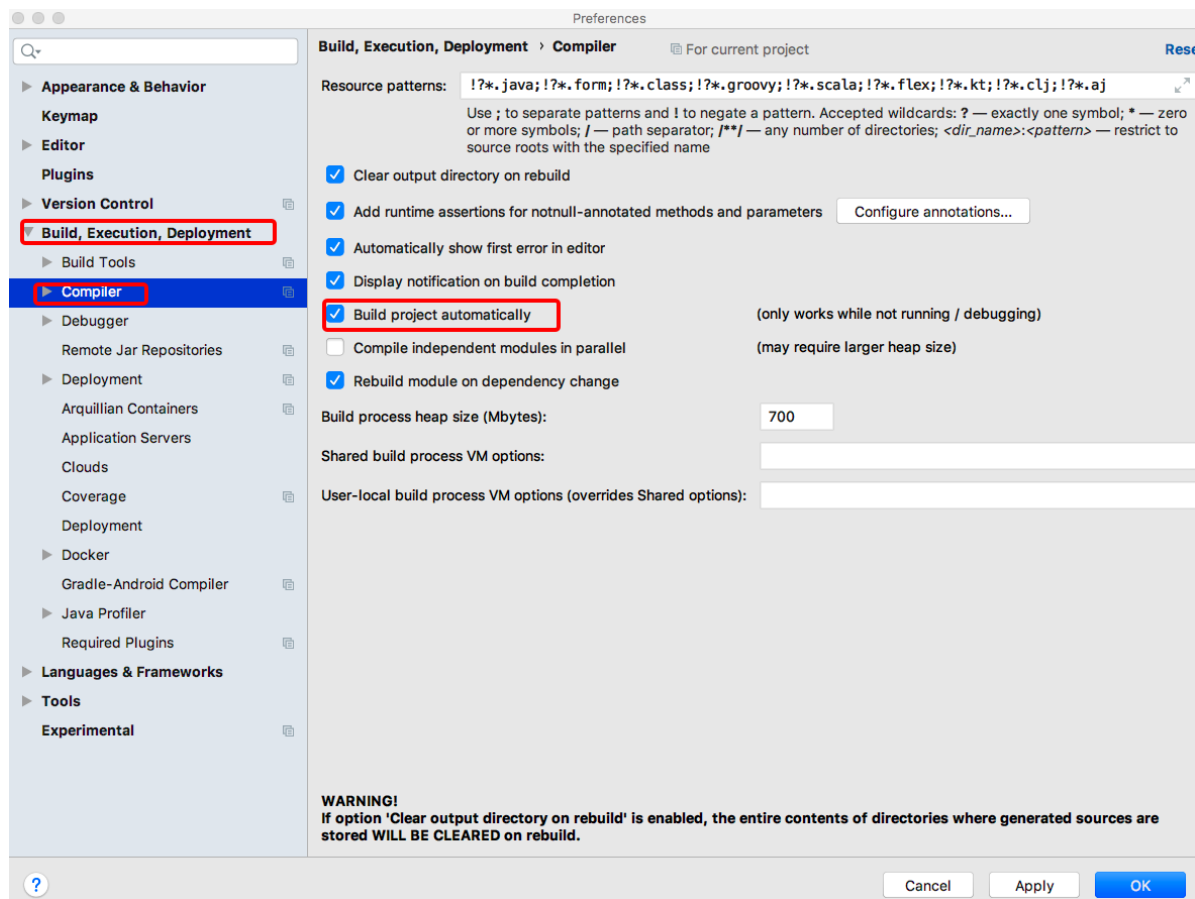 Preferences
Build, Execution, Deployment › Compiler
For current project
Rese
Appearance & Behavior
Keymap
Editor
Plugins
Version Control
Build, Execution, Deployment
Build Tools
Compiler
Debugger
Remote Jar Repositories
Deployment
Arquillian Containers
Application Servers
Clouds
Coverage
Deployment
Docker
Gradle-Android Compiler
Java Profiler
Required Plugins
Languages & Frameworks
Tools
Experimental
Resource patterns: !?*.java;!?*.form;!?*.class;!?*.groovy;!?*.scala;!?*.flex;!?*.kt;!?*.clj;!?*.aj
Use ; to separate patterns and ! to negate a pattern. Accepted wildcards: ? — exactly one symbol; * — zero
or more symbols; / — path separator; /**/ — any number of directories; <dir_name>:<pattern> — restrict to
source roots with the specified name
Clear output directory on rebuild
Add runtime assertions for notnull-annotated methods and parameters Configure annotations...
Automatically show first error in editor
Display notification on build completion
Build project automatically (only works while not running / debugging)
Compile independent modules in parallel (may require larger heap size)
Rebuild module on dependency change
Build process heap size (Mbytes): 700
Shared build process VM options:
User-local build process VM options (overrides Shared options):
WARNING!
If option 'Clear output directory on rebuild' is enabled, the entire contents of directories where generated sources are
stored WILL BE CLEARED on rebuild.
?
Cancel
Apply
OK